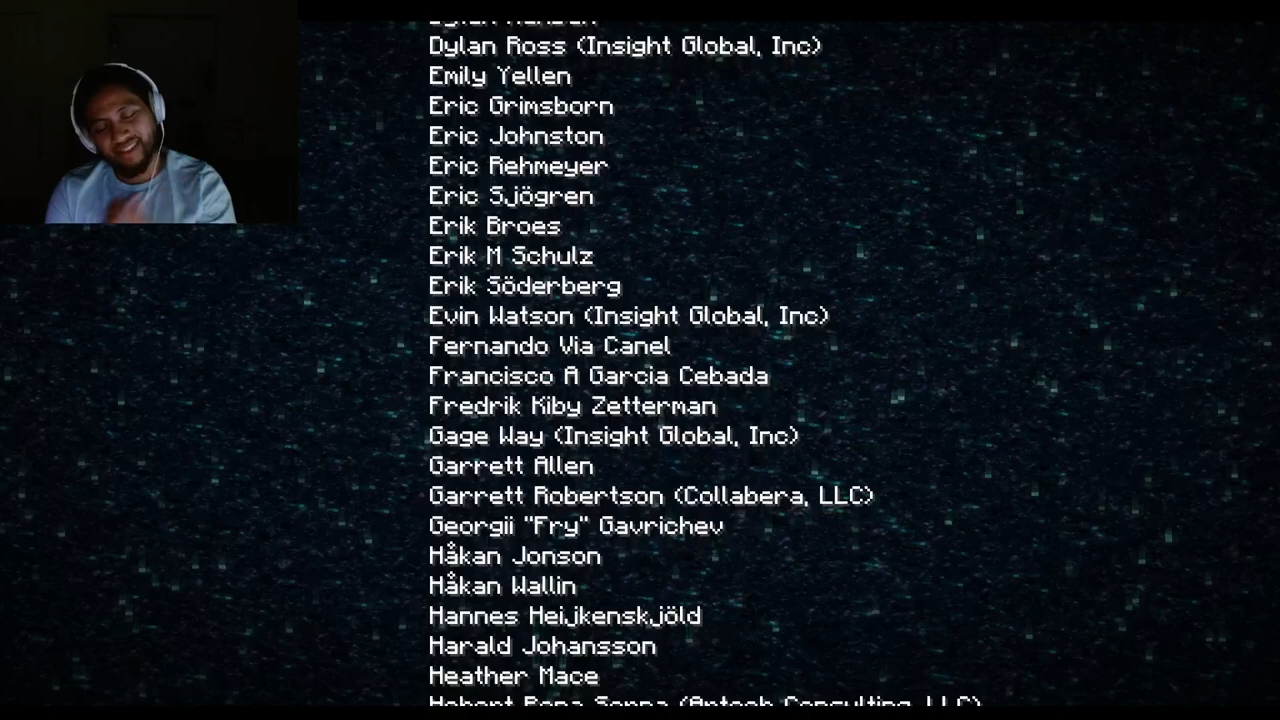 Dylan Ross (Insight Global, Inc)
Emily Yellen
Eric Grimsborn
Eric Johnston
Eric Rehmeyer
Eric Sjögren
Erik Broes
Erik M Schulz
Erik Söderberg
Evin Watson (Insight Global, Inc)
Fernando Via Canel
Francisco A Garcia Cebada
Fredrik Kiby Zetterman
Gage Way (Insight Global, Inc)
Garrett Allen
Garrett Robertson (Collabera, LLC)
Georgii "Fry" Gavrichev
Håkan Jonson
Håkan Wallin
Hannes Heijkenskjöld
Harald Johansson
Heather Mace